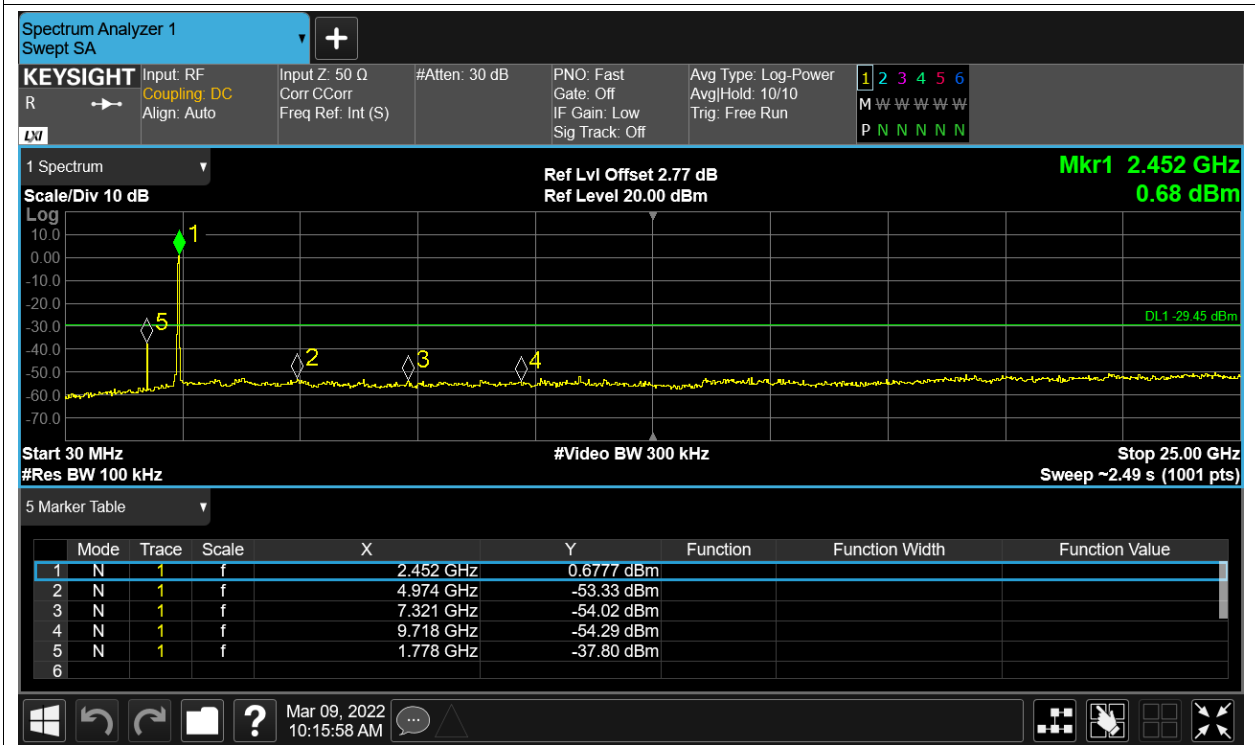 Spectrum Analyzer 1
Swept SA
KEYSIGHT
R
LXI
Input: RF
Coupling: DC
Align: Auto
Input Z: 50 Ω
Corr CCorr
Freq Ref: Int (S)
#Atten: 30 dB
PNO: Fast
Gate: Off
IF Gain: Low
Sig Track: Off
Avg Type: Log-Power
Avg|Hold: 10/10
Trig: Free Run
1 2 3 4 5 6
M W W W W W
P N N N N N
1 Spectrum
Scale/Div 10 dB
Ref Lvl Offset 2.77 dB
Ref Level 20.00 dBm
Mkr1 2.452 GHz
0.68 dBm
Log
10.0
0.00
-10.0
-20.0
-30.0
-40.0
-50.0
-60.0
-70.0
1
5
2
3
4
DL1 -29.45 dBm
Start 30 MHz
#Video BW 300 kHz
Stop 25.00 GHz
#Res BW 100 kHz
Sweep ~2.49 s (1001 pts)
5 Marker Table
Mode Trace Scale X Y Function Function Width Function Value
1 N 1 f 2.452 GHz 0.6777 dBm
2 N 1 f 4.974 GHz -53.33 dBm
3 N 1 f 7.321 GHz -54.02 dBm
4 N 1 f 9.718 GHz -54.29 dBm
5 N 1 f 1.778 GHz -37.80 dBm
6
?
Mar 09, 2022
10:15:58 AM